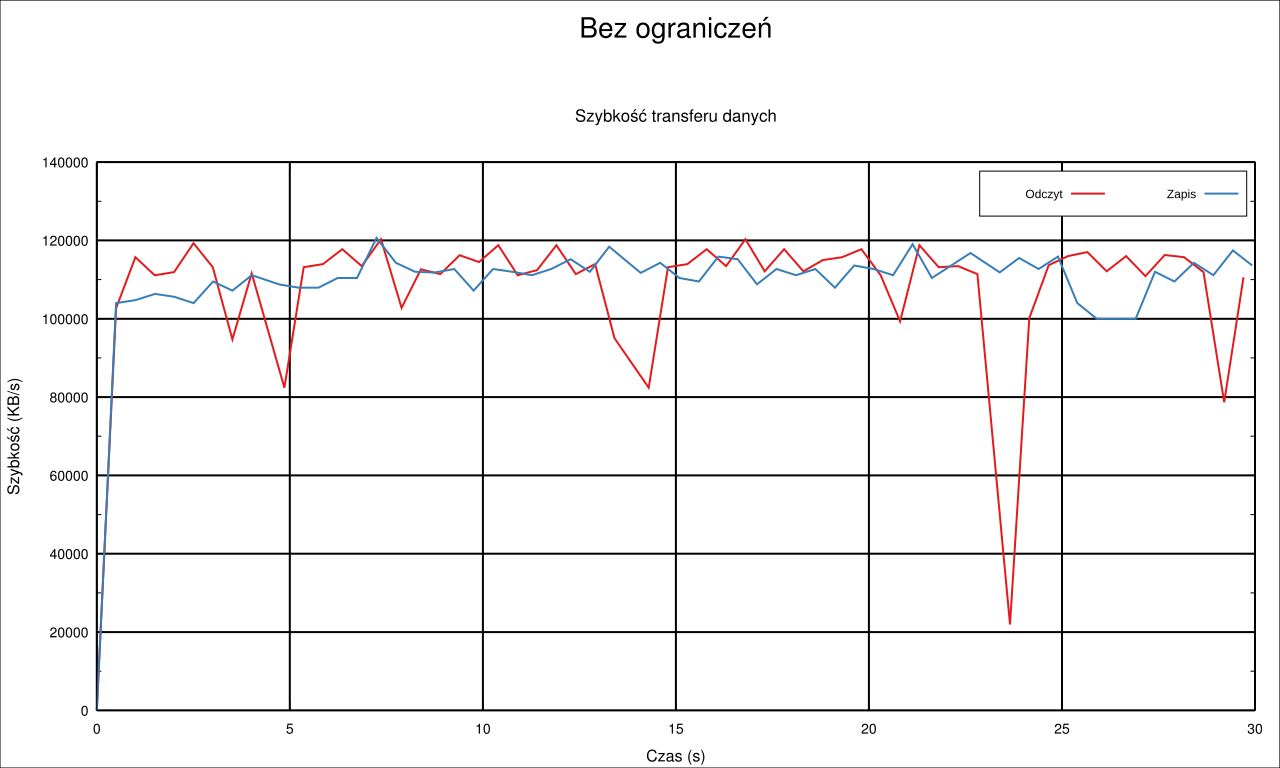 Bez ograniczeń
Szybkość transferu danych
140000
120000
100000
80000
60000
40000
20000
0
Szybkość (KB/s)
Odczyt Zapis
0 5 10 15 20 25 30
Czas (s)